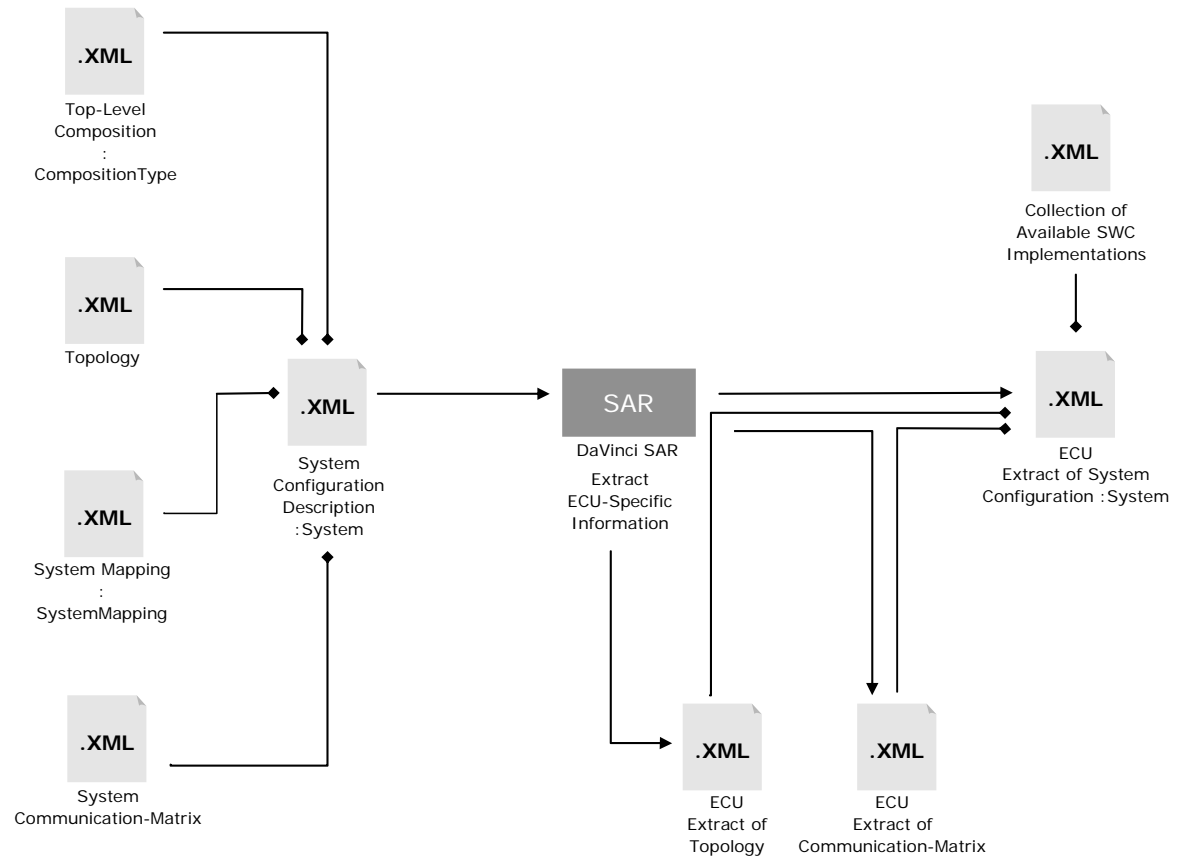 .XML
Top-Level
Composition
:
CompositionType
.XML
Topology
.XML
System Mapping
:
SystemMapping
.XML
System
Communication-Matrix
.XML
System
Configuration
Description
:System
SAR
DaVinci SAR
Extract
ECU-Specific
Information
.XML
Collection of
Available SWC
Implementations
.XML
ECU
Extract of System
Configuration :System
.XML
ECU
Extract of
Topology
.XML
ECU
Extract of
Communication-Matrix